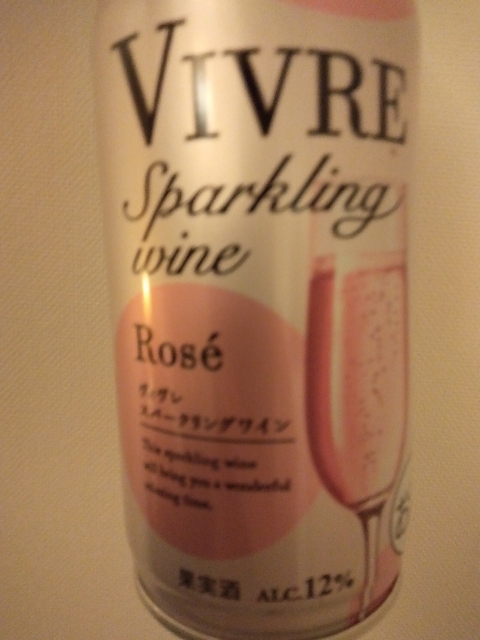 VIVRE
Sparkling
wine
Rosé
ヴィヴレ
スパークリングワイン
This sparkling wine
will bring you a wonderful
relaxing time.
果実酒 ALC.12%
お